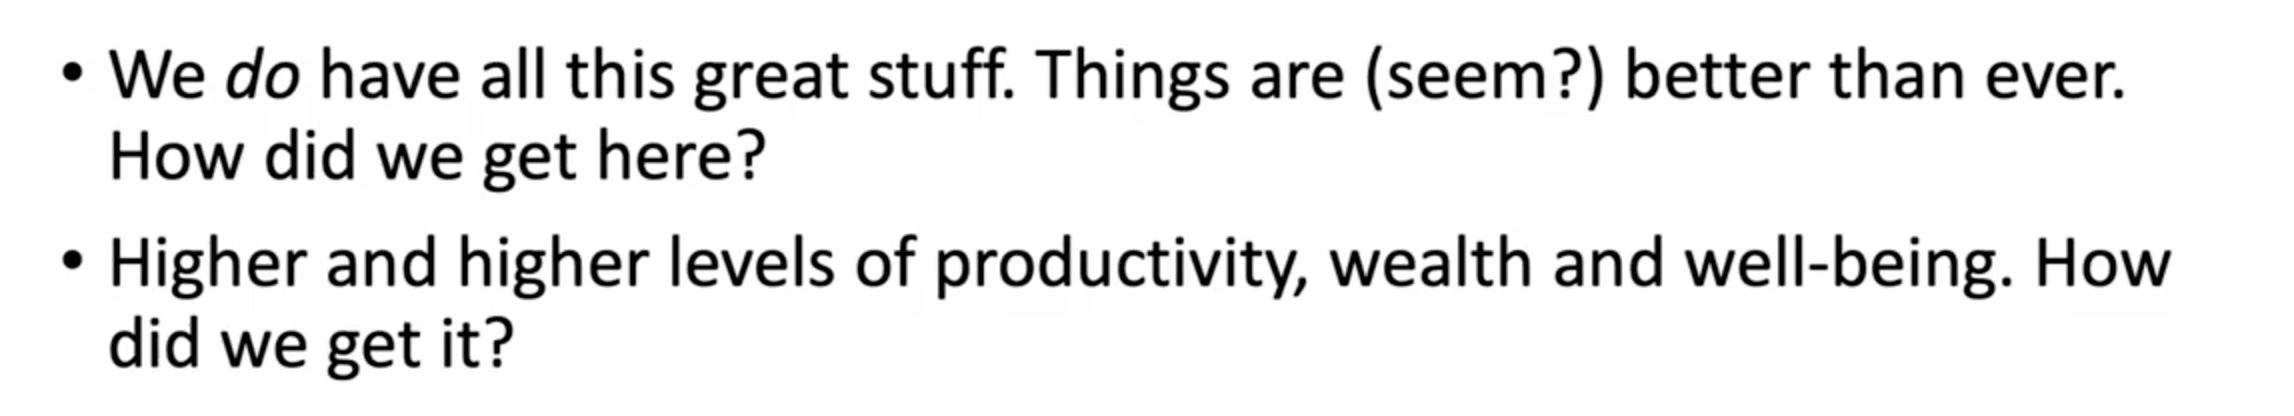 • We do have all this great stuff. Things are (seem?) better than ever.
How did we get here?
• Higher and higher levels of productivity, wealth and well-being. How
did we get it?